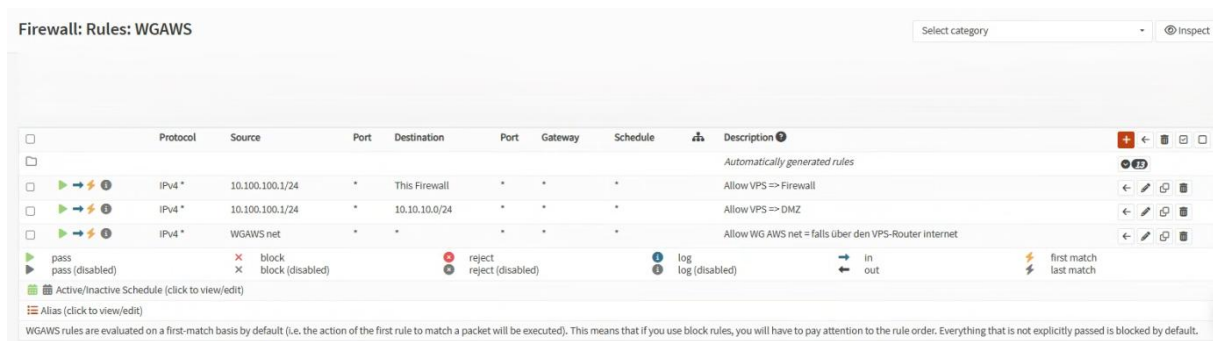 Firewall: Rules: WGAWS
Select category
Inspect
Protocol Source Port Destination Port Gateway Schedule Description
Automatically generated rules
13
IPv4 * 10.100.100.1/24 * This Firewall * * * Allow VPS => Firewall
IPv4 * 10.100.100.1/24 * 10.10.10.0/24 * * * Allow VPS => DMZ
IPv4 * WGAWS net * * * * * Allow WG AWS net = falls über den VPS-Router internet
pass block reject log in first match
pass (disabled) block (disabled) reject (disabled) log (disabled) out last match
Active/Inactive Schedule (click to view/edit)
Alias (click to view/edit)
WGAWS rules are evaluated on a first-match basis by default (i.e. the action of the first rule to match a packet will be executed). This means that if you use block rules, you will have to pay attention to the rule order. Everything that is not explicitly passed is blocked by default.